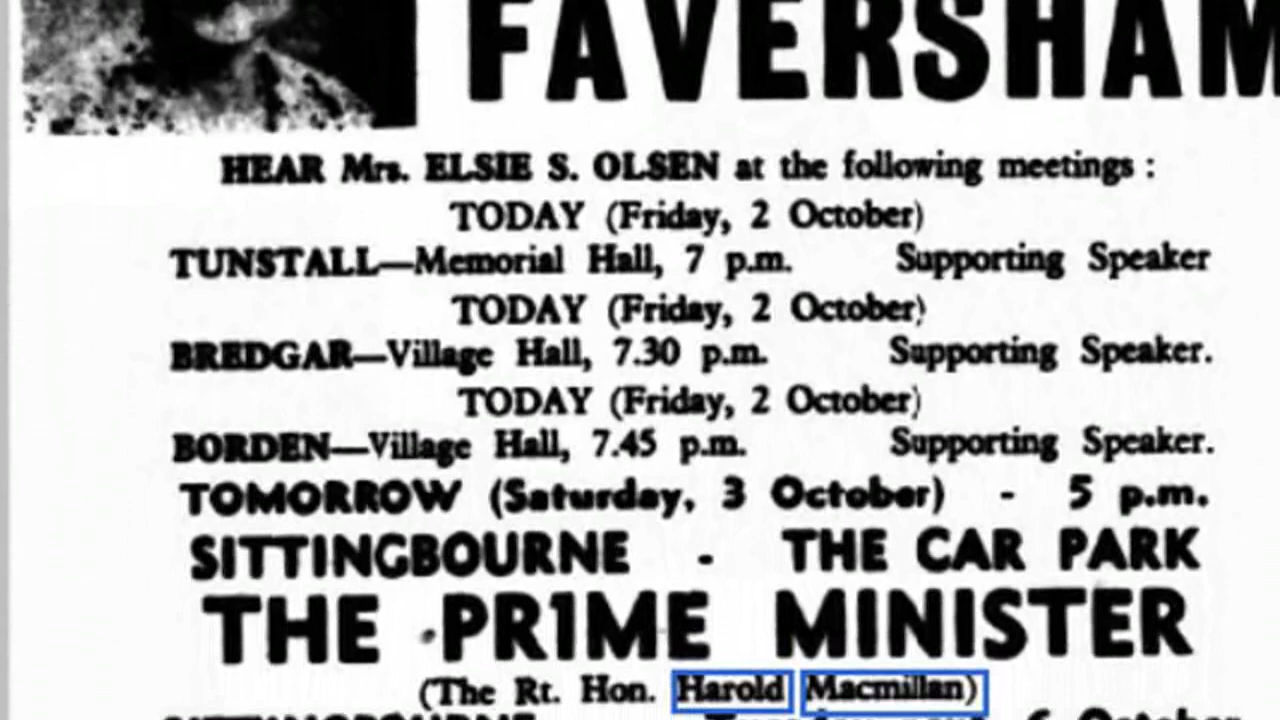 FAVERSHAM
HEAR Mrs. ELSIE S. OLSEN at the following meetings :
TODAY (Friday, 2 October)
TUNSTALL—Memorial Hall, 7 p.m. Supporting Speaker
TODAY (Friday, 2 October)
BREDGAR—Village Hall, 7.30 p.m. Supporting Speaker.
TODAY (Friday, 2 October)
BORDEN—Village Hall, 7.45 p.m. Supporting Speaker.
TOMORROW (Saturday, 3 October) - 5 p.m.
SITTINGBOURNE - THE CAR PARK
THE PRIME MINISTER
(The Rt. Hon. Harold Macmillan)
6 October